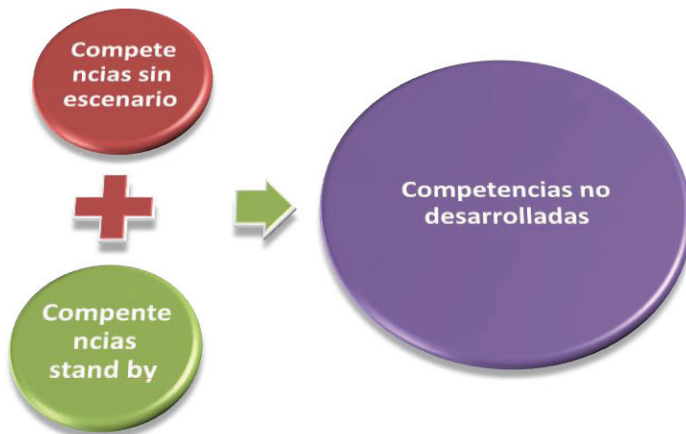 Compete
ncias sin
escenario
Compente
ncias
stand by
Competencias no
desarrolladas